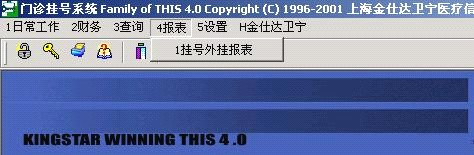 门诊挂号系统 Family of THIS 4.0 Copyright (C) 1996-2001 上海金仕达卫宁医疗信
1日常工作 2财务 3查询 4报表 5设置 H金仕达卫宁
1挂号外挂报表
KINGSTAR WINNING THIS 4 .0